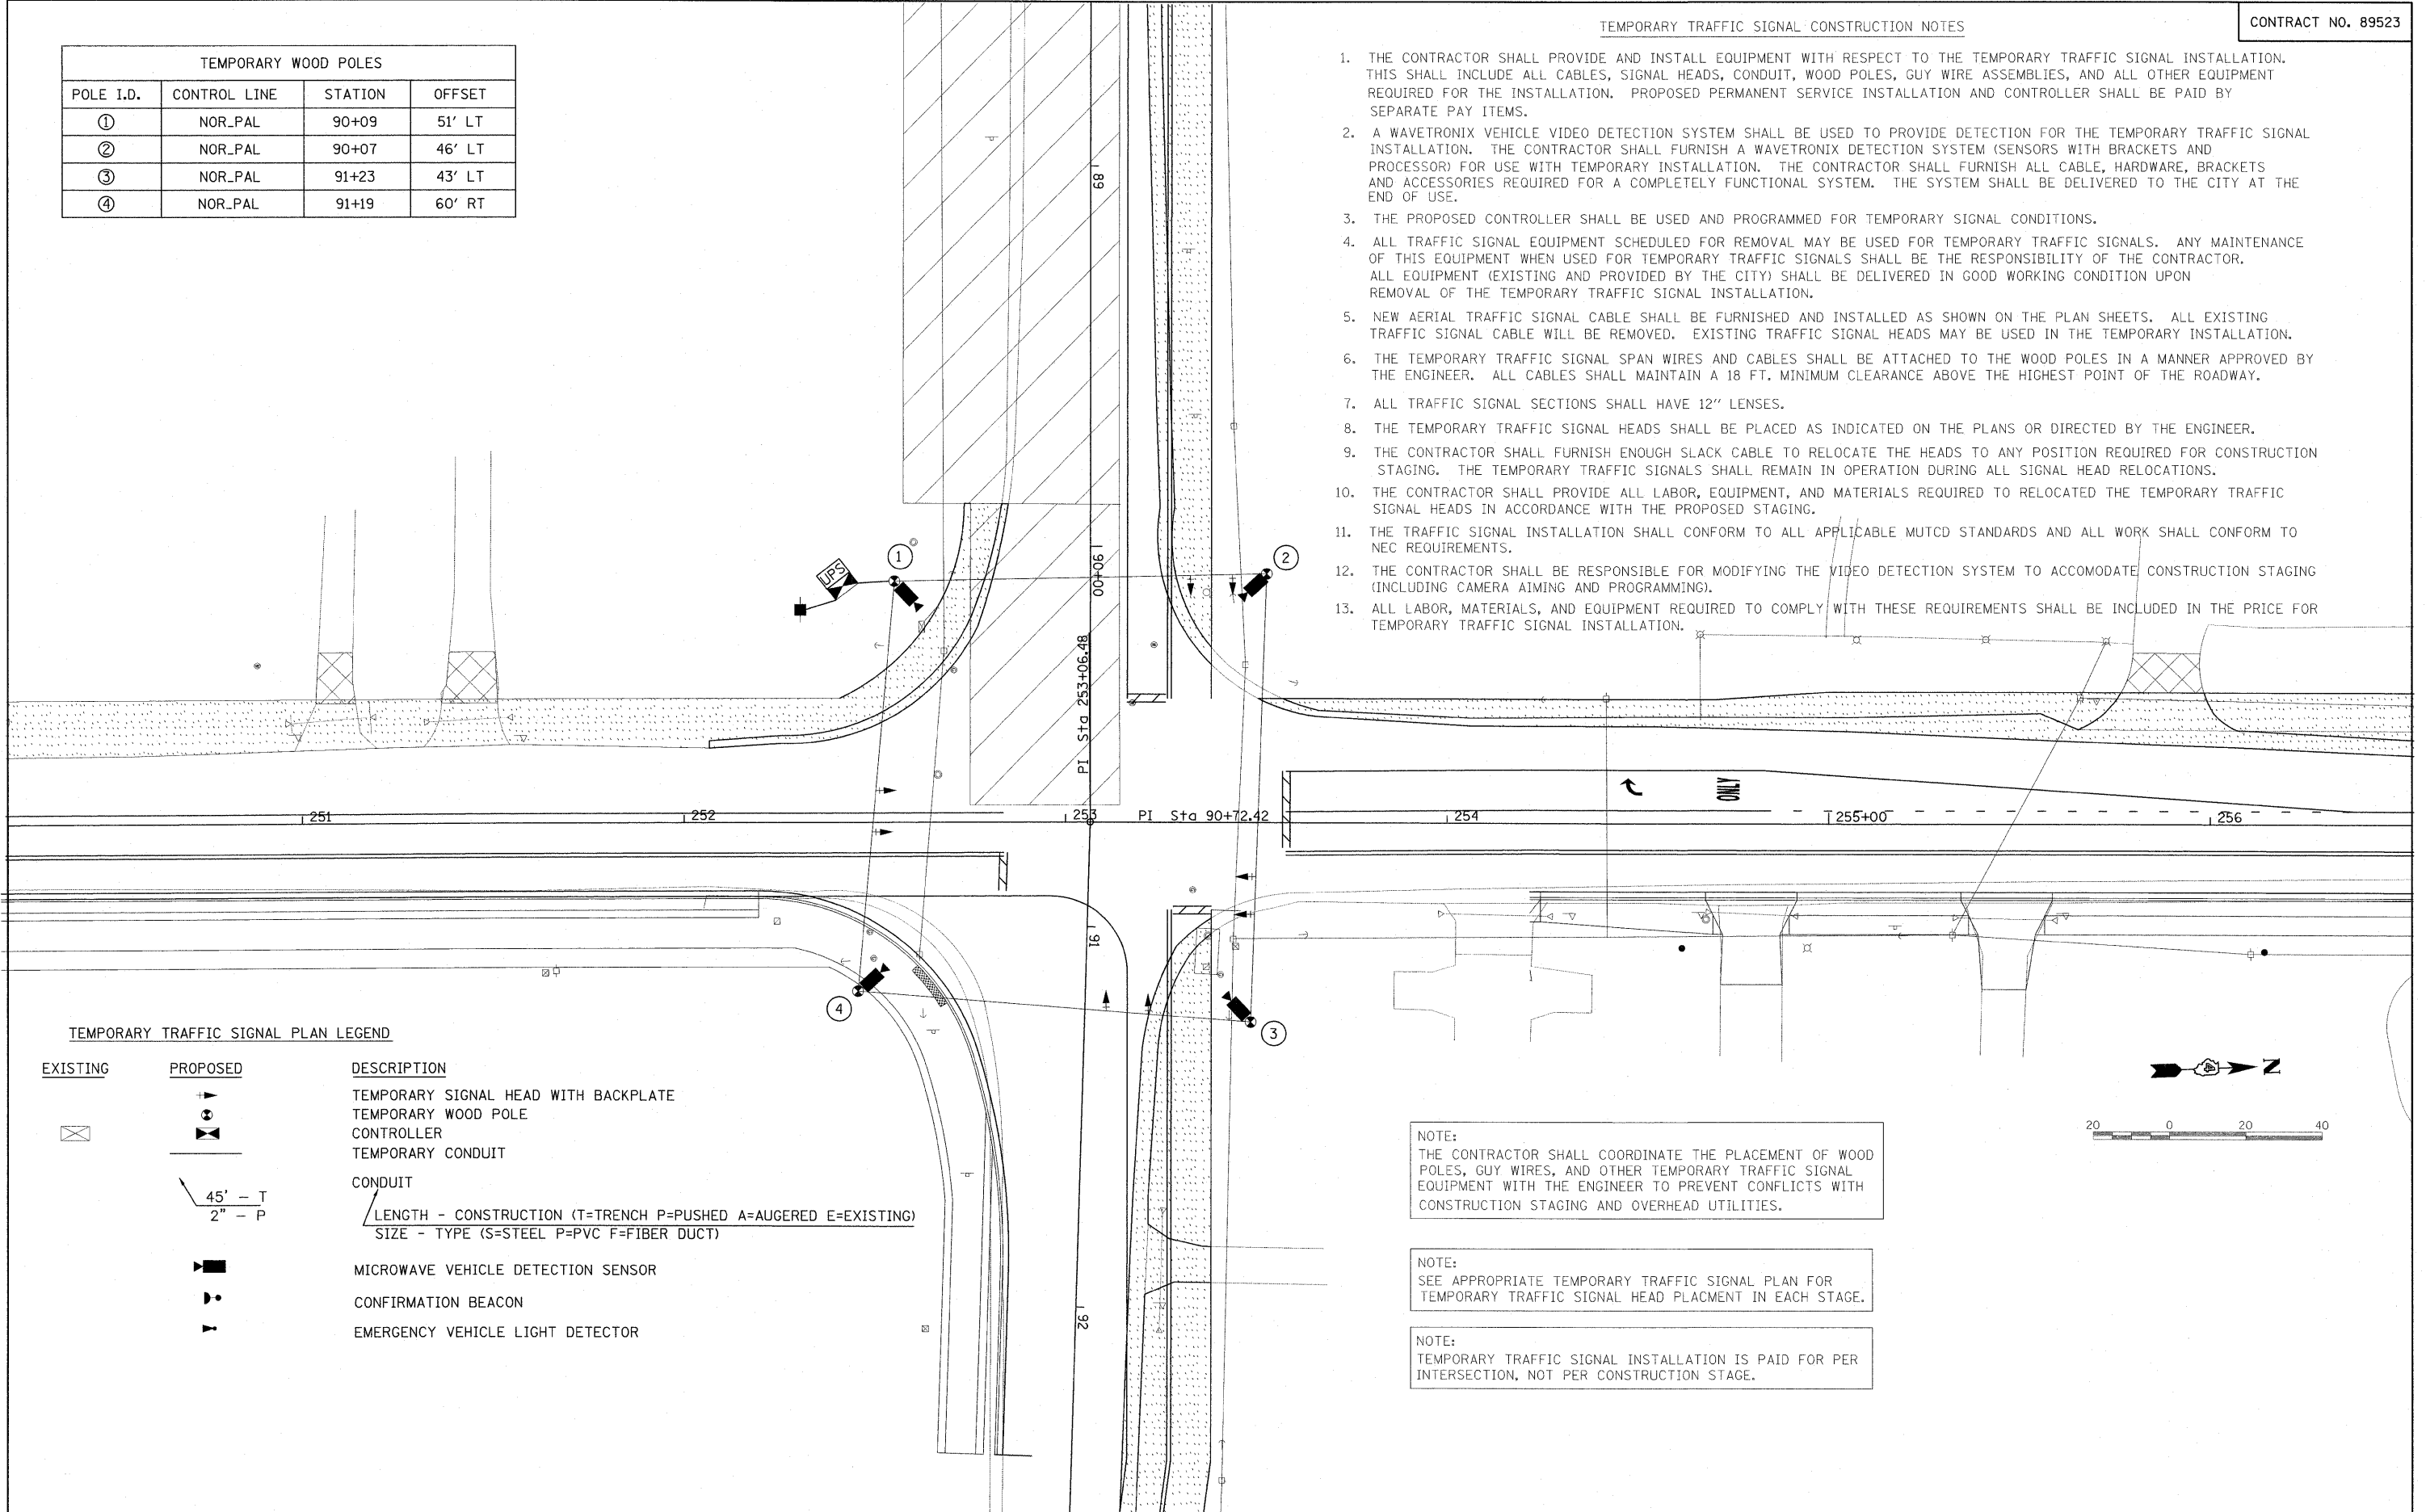 CONTRACT NO. 89523
TEMPORARY WOOD POLES
POLE I.D. CONTROL LINE STATION OFFSET
1 NOR_PAL 90+09 51' LT
2 NOR_PAL 90+07 46' LT
3 NOR_PAL 91+23 43' LT
4 NOR_PAL 91+19 60' RT
TEMPORARY TRAFFIC SIGNAL CONSTRUCTION NOTES
1. THE CONTRACTOR SHALL PROVIDE AND INSTALL EQUIPMENT WITH RESPECT TO THE TEMPORARY TRAFFIC SIGNAL INSTALLATION.
THIS SHALL INCLUDE ALL CABLES, SIGNAL HEADS, CONDUIT, WOOD POLES, GUY WIRE ASSEMBLIES, AND ALL OTHER EQUIPMENT
REQUIRED FOR THE INSTALLATION. PROPOSED PERMANENT SERVICE INSTALLATION AND CONTROLLER SHALL BE PAID BY
SEPARATE PAY ITEMS.
2. A WAVETRONIX VEHICLE VIDEO DETECTION SYSTEM SHALL BE USED TO PROVIDE DETECTION FOR THE TEMPORARY TRAFFIC SIGNAL
INSTALLATION. THE CONTRACTOR SHALL FURNISH A WAVETRONIX DETECTION SYSTEM (SENSORS WITH BRACKETS AND
PROCESSOR) FOR USE WITH TEMPORARY INSTALLATION. THE CONTRACTOR SHALL FURNISH ALL CABLE, HARDWARE, BRACKETS
AND ACCESSORIES REQUIRED FOR A COMPLETELY FUNCTIONAL SYSTEM. THE SYSTEM SHALL BE DELIVERED TO THE CITY AT THE
END OF USE.
3. THE PROPOSED CONTROLLER SHALL BE USED AND PROGRAMMED FOR TEMPORARY SIGNAL CONDITIONS.
4. ALL TRAFFIC SIGNAL EQUIPMENT SCHEDULED FOR REMOVAL MAY BE USED FOR TEMPORARY TRAFFIC SIGNALS. ANY MAINTENANCE
OF THIS EQUIPMENT WHEN USED FOR TEMPORARY TRAFFIC SIGNALS SHALL BE THE RESPONSIBILITY OF THE CONTRACTOR.
ALL EQUIPMENT (EXISTING AND PROVIDED BY THE CITY) SHALL BE DELIVERED IN GOOD WORKING CONDITION UPON
REMOVAL OF THE TEMPORARY TRAFFIC SIGNAL INSTALLATION.
5. NEW AERIAL TRAFFIC SIGNAL CABLE SHALL BE FURNISHED AND INSTALLED AS SHOWN ON THE PLAN SHEETS. ALL EXISTING
TRAFFIC SIGNAL CABLE WILL BE REMOVED. EXISTING TRAFFIC SIGNAL HEADS MAY BE USED IN THE TEMPORARY INSTALLATION.
6. THE TEMPORARY TRAFFIC SIGNAL SPAN WIRES AND CABLES SHALL BE ATTACHED TO THE WOOD POLES IN A MANNER APPROVED BY
THE ENGINEER. ALL CABLES SHALL MAINTAIN A 18 FT. MINIMUM CLEARANCE ABOVE THE HIGHEST POINT OF THE ROADWAY.
7. ALL TRAFFIC SIGNAL SECTIONS SHALL HAVE 12" LENSES.
8. THE TEMPORARY TRAFFIC SIGNAL HEADS SHALL BE PLACED AS INDICATED ON THE PLANS OR DIRECTED BY THE ENGINEER.
9. THE CONTRACTOR SHALL FURNISH ENOUGH SLACK CABLE TO RELOCATE THE HEADS TO ANY POSITION REQUIRED FOR CONSTRUCTION
STAGING. THE TEMPORARY TRAFFIC SIGNALS SHALL REMAIN IN OPERATION DURING ALL SIGNAL HEAD RELOCATIONS.
10. THE CONTRACTOR SHALL PROVIDE ALL LABOR, EQUIPMENT, AND MATERIALS REQUIRED TO RELOCATED THE TEMPORARY TRAFFIC
SIGNAL HEADS IN ACCORDANCE WITH THE PROPOSED STAGING.
11. THE TRAFFIC SIGNAL INSTALLATION SHALL CONFORM TO ALL APPLICABLE MUTCD STANDARDS AND ALL WORK SHALL CONFORM TO
NEC REQUIREMENTS.
12. THE CONTRACTOR SHALL BE RESPONSIBLE FOR MODIFYING THE VIDEO DETECTION SYSTEM TO ACCOMODATE CONSTRUCTION STAGING
(INCLUDING CAMERA AIMING AND PROGRAMMING).
13. ALL LABOR, MATERIALS, AND EQUIPMENT REQUIRED TO COMPLY WITH THESE REQUIREMENTS SHALL BE INCLUDED IN THE PRICE FOR
TEMPORARY TRAFFIC SIGNAL INSTALLATION.
89
1
2
UPS
90+00
PI Sta 253+06.48
ONLY
251
252
253
PI Sta 90+72.42
254
255+00
256
91
4
3
92
N
20 0 20 40
TEMPORARY TRAFFIC SIGNAL PLAN LEGEND
EXISTING PROPOSED DESCRIPTION
TEMPORARY SIGNAL HEAD WITH BACKPLATE
TEMPORARY WOOD POLE
CONTROLLER
TEMPORARY CONDUIT
CONDUIT
45' - T
2" - P
LENGTH - CONSTRUCTION (T=TRENCH P=PUSHED A=AUGERED E=EXISTING)
SIZE - TYPE (S=STEEL P=PVC F=FIBER DUCT)
MICROWAVE VEHICLE DETECTION SENSOR
CONFIRMATION BEACON
EMERGENCY VEHICLE LIGHT DETECTOR
NOTE:
THE CONTRACTOR SHALL COORDINATE THE PLACEMENT OF WOOD
POLES, GUY WIRES, AND OTHER TEMPORARY TRAFFIC SIGNAL
EQUIPMENT WITH THE ENGINEER TO PREVENT CONFLICTS WITH
CONSTRUCTION STAGING AND OVERHEAD UTILITIES.
NOTE:
SEE APPROPRIATE TEMPORARY TRAFFIC SIGNAL PLAN FOR
TEMPORARY TRAFFIC SIGNAL HEAD PLACMENT IN EACH STAGE.
NOTE:
TEMPORARY TRAFFIC SIGNAL INSTALLATION IS PAID FOR PER
INTERSECTION, NOT PER CONSTRUCTION STAGE.